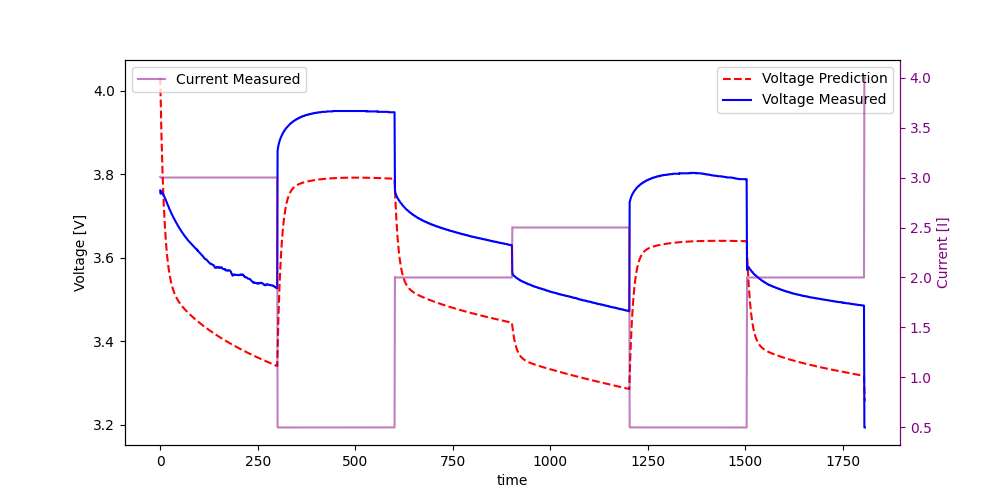 Current Measured
Voltage Prediction
Voltage Measured
4.0
3.8
3.6
3.4
3.2
Voltage [V]
4.0
3.5
3.0
2.5
2.0
1.5
1.0
0.5
Current [I]
0 250 500 750 1000 1250 1500 1750
time